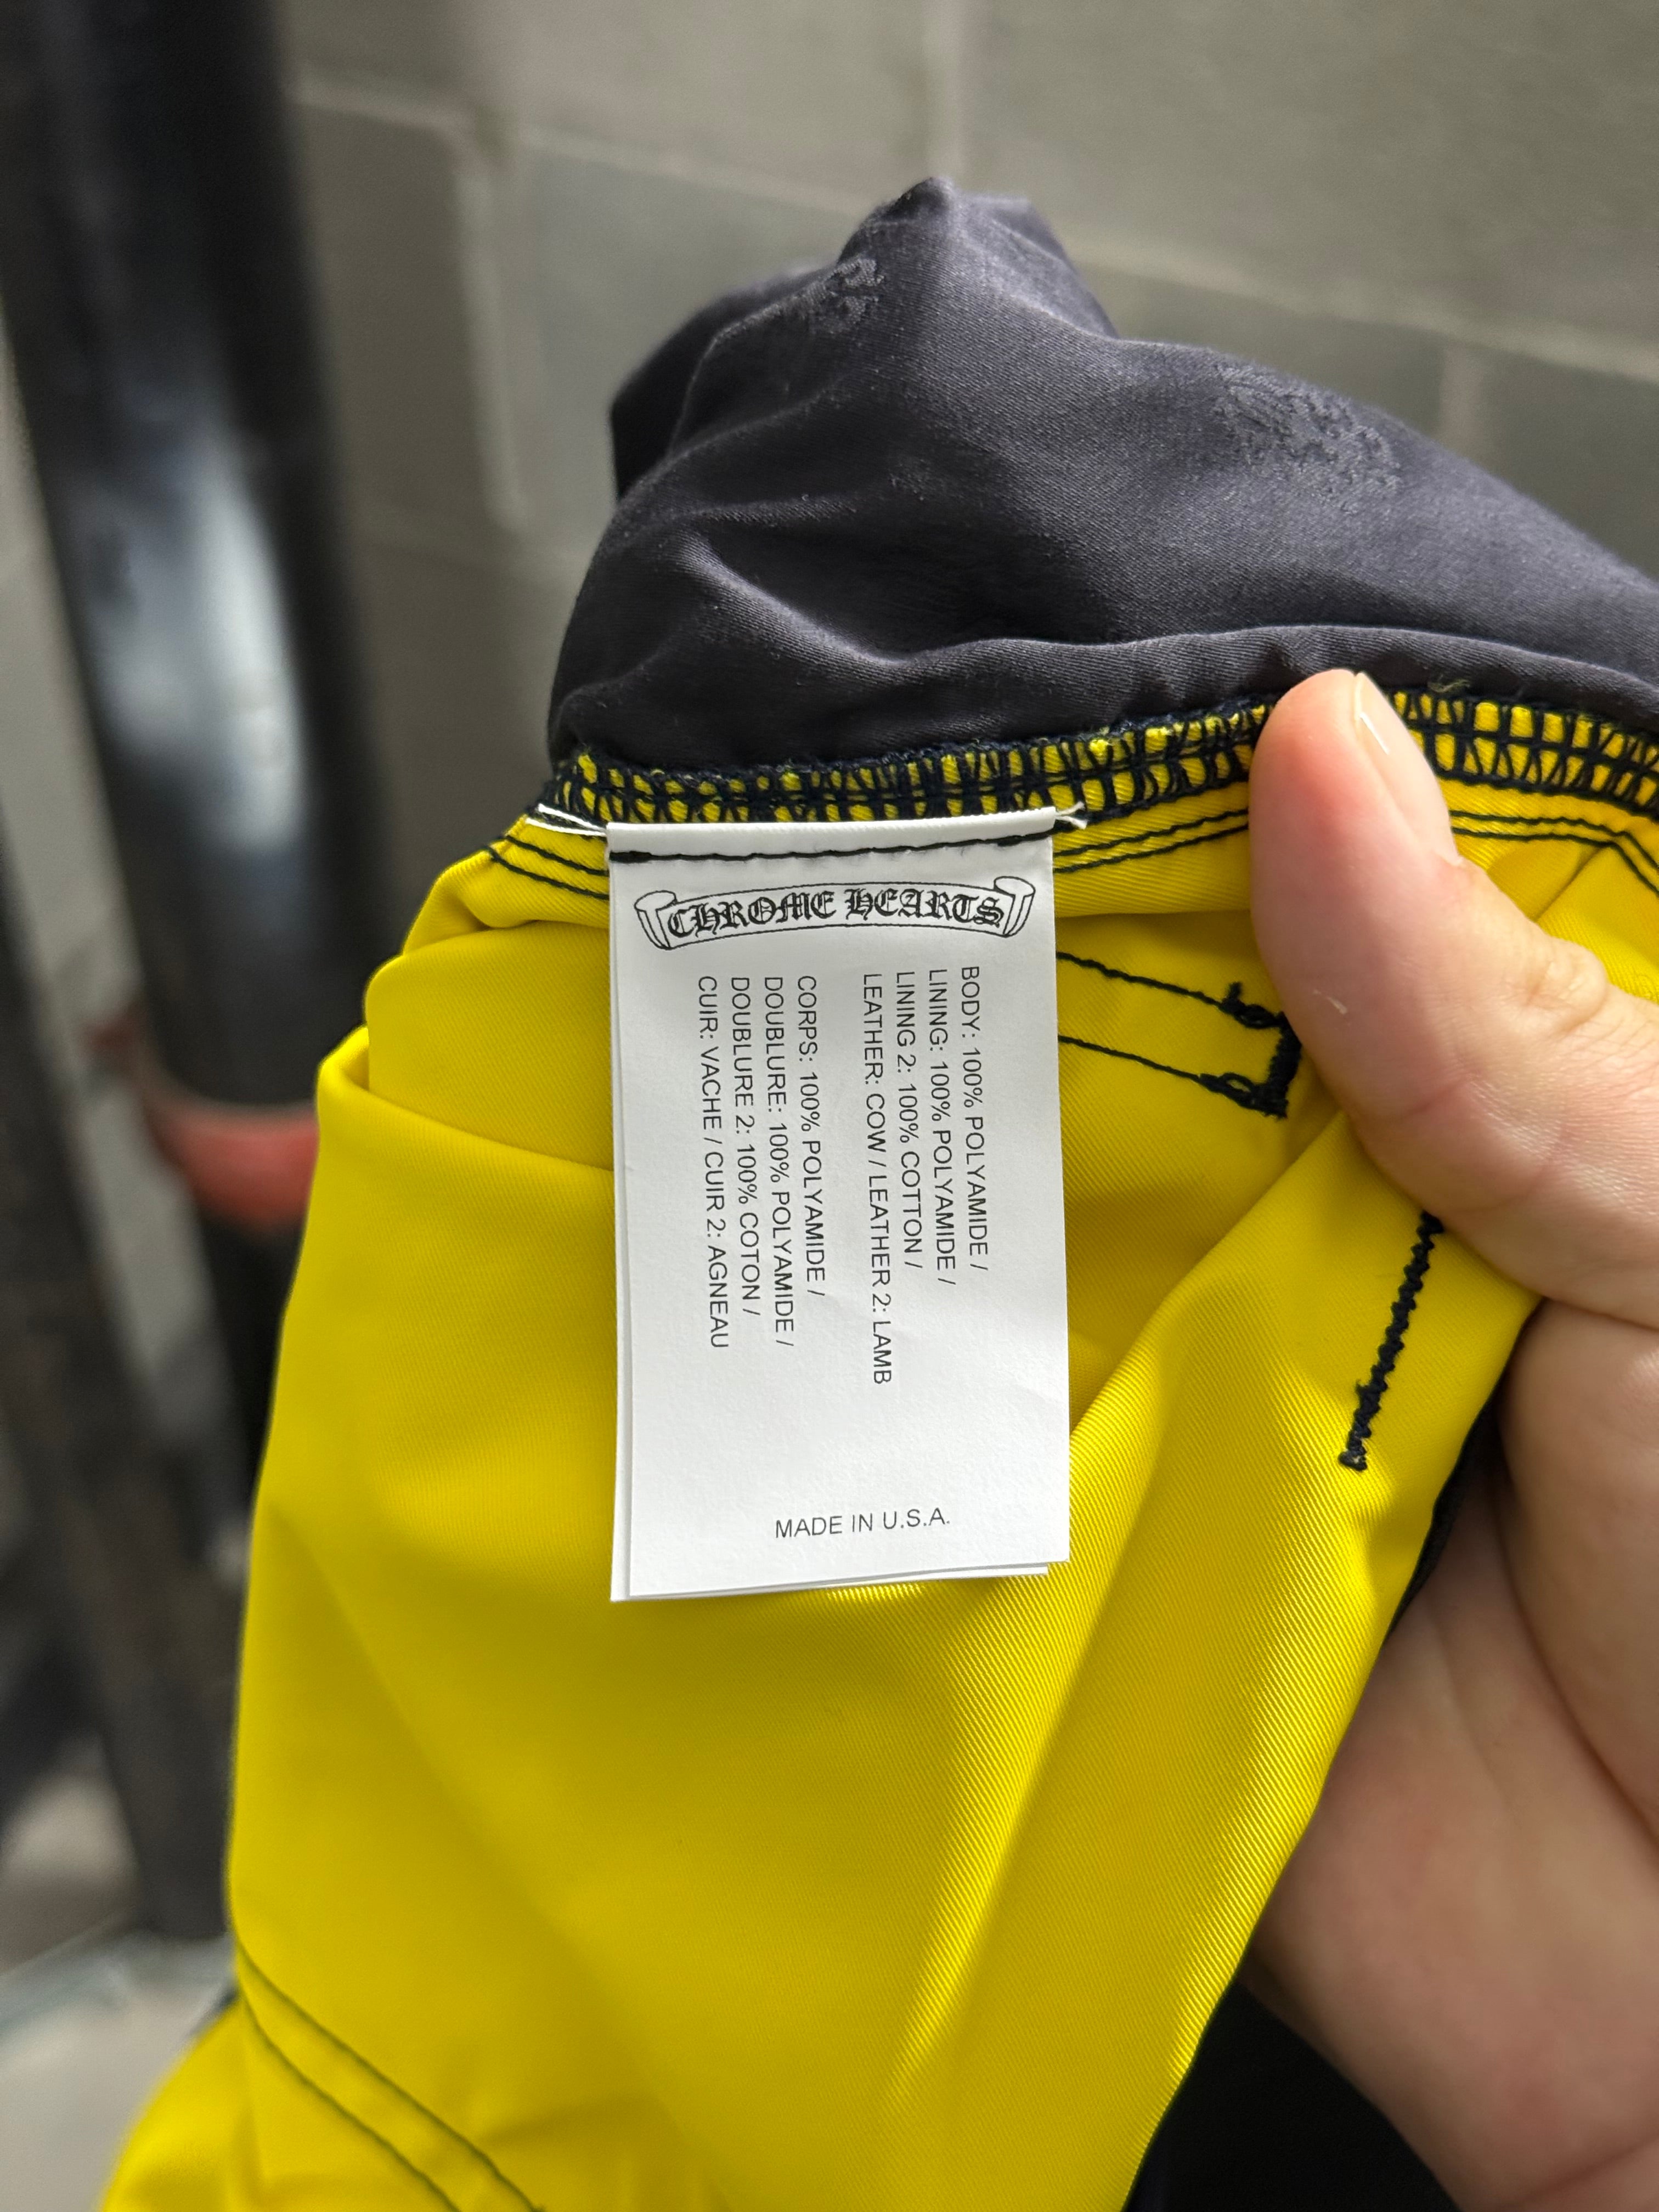 CHROME HEARTS
BODY: 100% POLYAMIDE /
LINING: 100% POLYAMIDE /
LINING 2: 100% COTTON /
LEATHER: COW / LEATHER 2: LAMB
CORPS: 100% POLYAMIDE /
DOUBLURE: 100% POLYAMIDE /
DOUBLURE 2: 100% COTON /
CUIR: VACHE / CUIR 2: AGNEAU
MADE IN U.S.A.